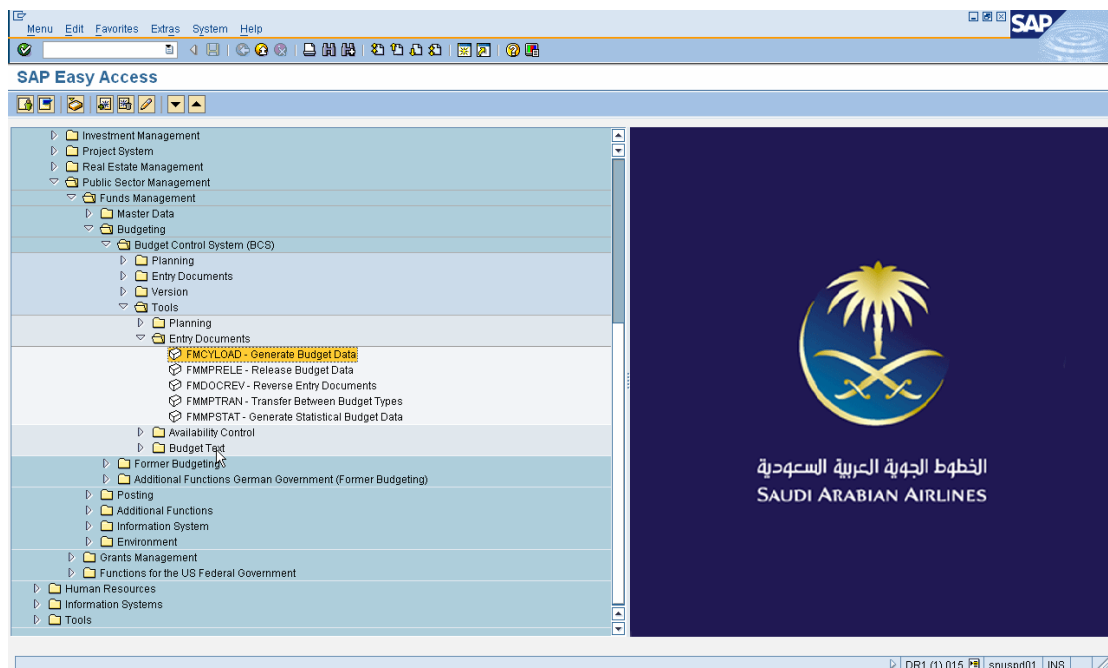 Menu Edit Favorites Extras System Help
SAP
SAP Easy Access
Investment Management
Project System
Real Estate Management
Public Sector Management
Funds Management
Master Data
Budgeting
Budget Control System (BCS)
Planning
Entry Documents
Version
Tools
Planning
Entry Documents
FMCYLOAD - Generate Budget Data
FMMPRELE - Release Budget Data
FMDOCREV - Reverse Entry Documents
FMMPTRAN - Transfer Between Budget Types
FMMPSTAT - Generate Statistical Budget Data
Availability Control
Budget Text
Former Budgeting
Additional Functions German Government (Former Budgeting)
Posting
Additional Functions
Information System
Environment
Grants Management
Functions for the US Federal Government
Human Resources
Information Systems
Tools
الخطوط الجوية العربية السعودية
SAUDI ARABIAN AIRLINES
DR1 (1) 015 snuspd01 INS